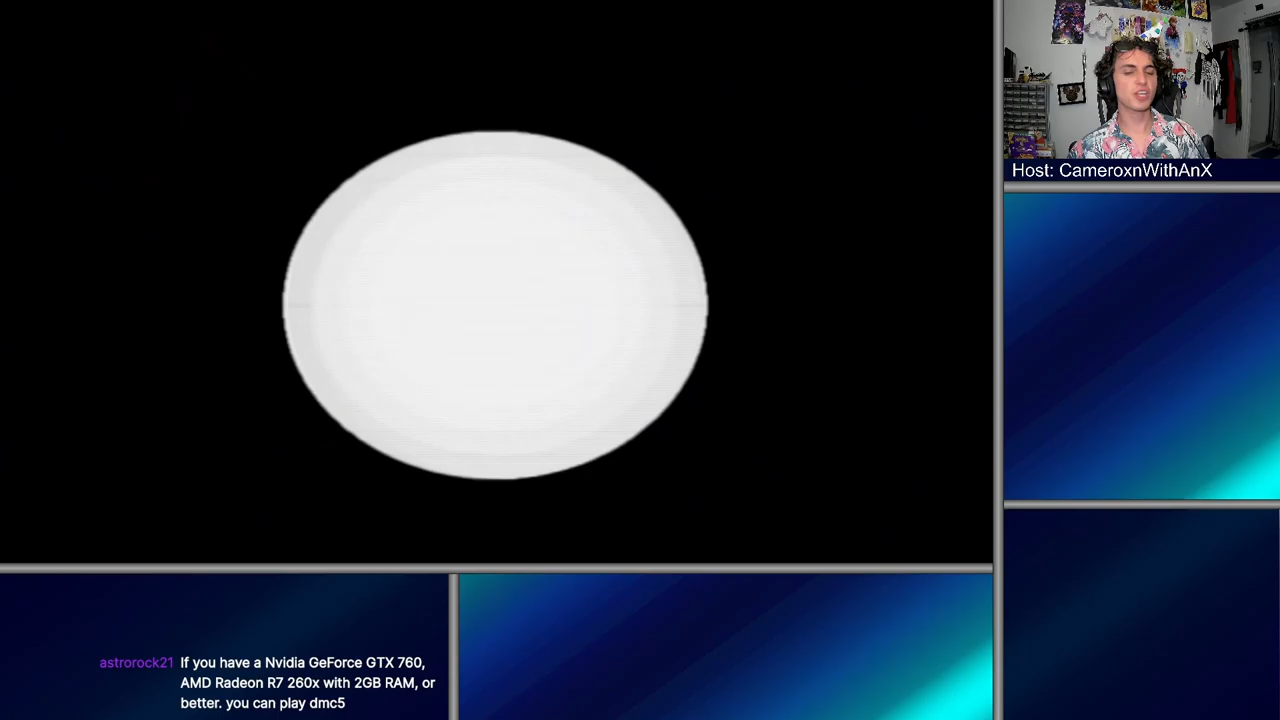 Host: CameroxnWithAnX
astrorock21 If you have a Nvidia GeForce GTX 760,
AMD Radeon R7 260x with 2GB RAM, or
better. you can play dmc5